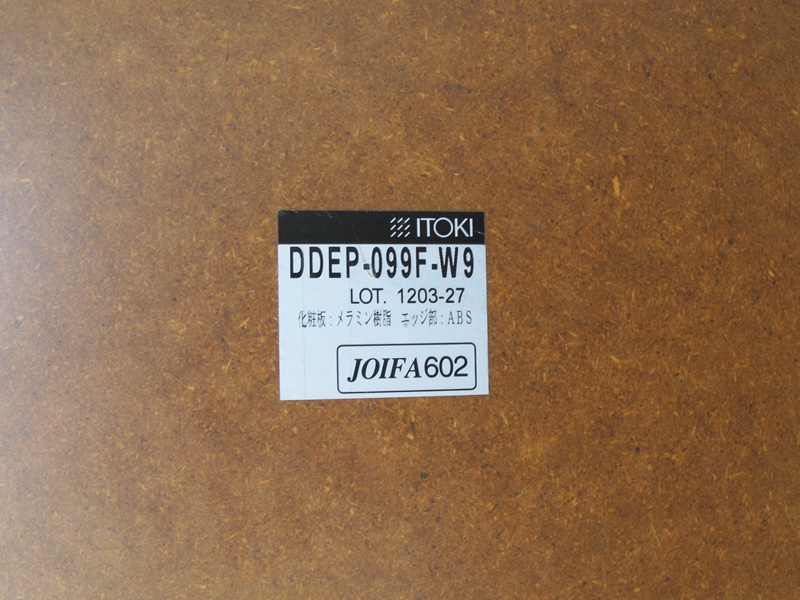 ITOKI
DDEP-099F-W9
LOT. 1203-27
化粧板：メラミン樹脂 エッジ部：ABS
JOIFA602